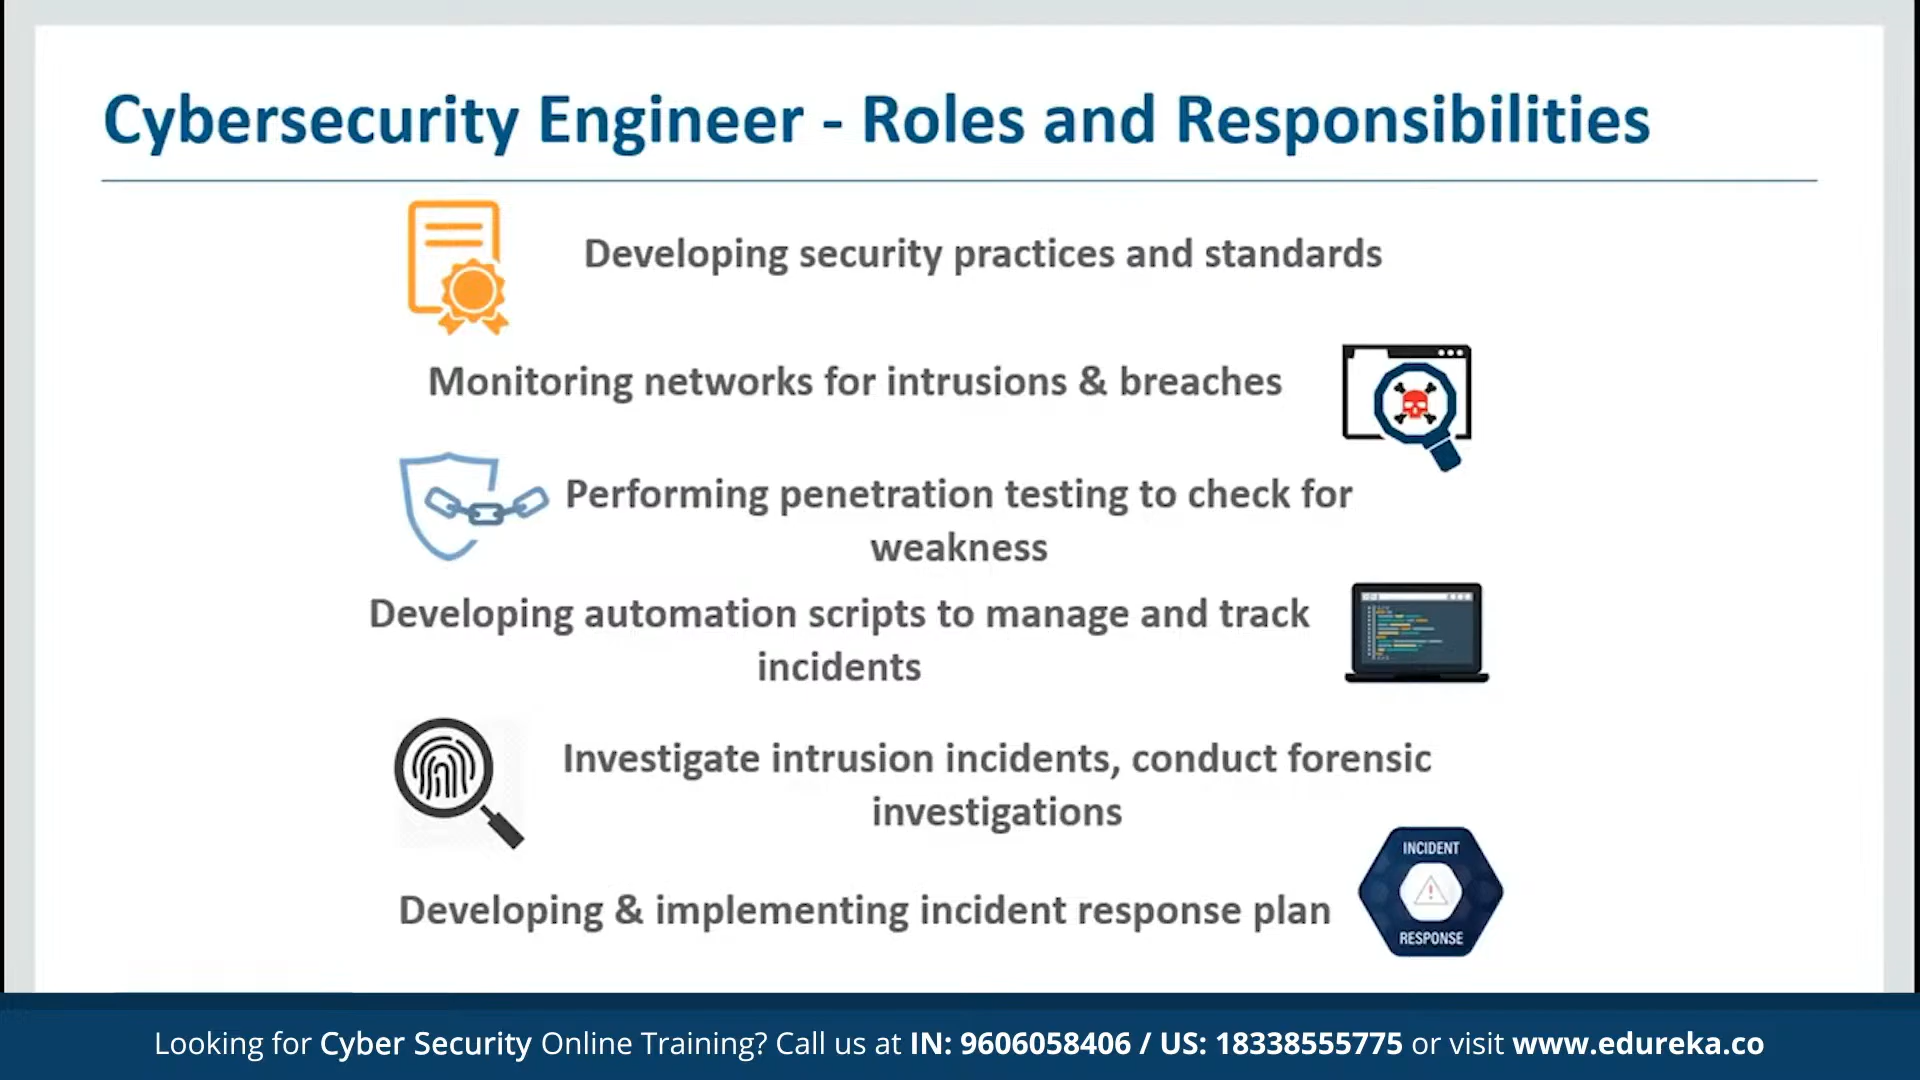 Cybersecurity Engineer - Roles and Responsibilities
Developing security practices and standards
Monitoring networks for intrusions & breaches
Performing penetration testing to check for
weakness
Developing automation scripts to manage and track
incidents
Investigate intrusion incidents, conduct forensic
investigations
INCIDENT
RESPONSE
Developing & implementing incident response plan
Looking for Cyber Security Online Training? Call us at IN: 9606058406 / US: 18338555775 or visit www.edureka.co